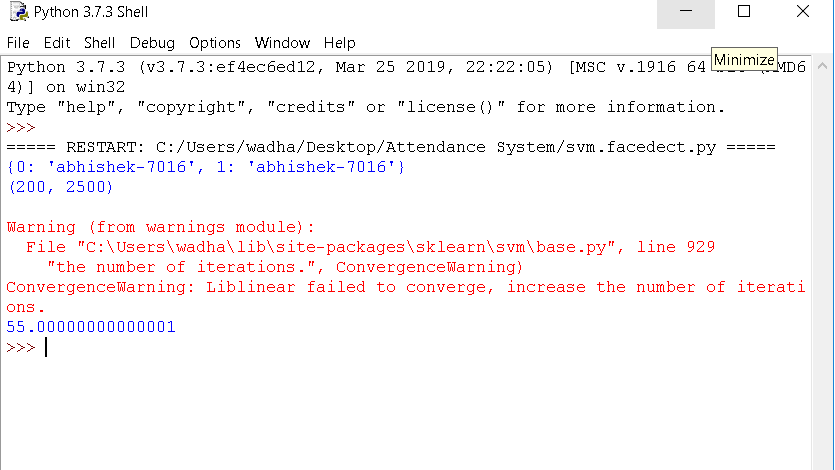 Python 3.7.3 Shell
File Edit Shell Debug Options Window Help
Minimize
Python 3.7.3 (v3.7.3:ef4ec6ed12, Mar 25 2019, 22:22:05) [MSC v.1916 64
4)] on win32
Type "help", "copyright", "credits" or "license()" for more information.
>>>
===== RESTART: C:/Users/wadha/Desktop/Attendance System/svm.facedect.py =====
{0: 'abhishek-7016', 1: 'abhishek-7016'}
(200, 2500)
Warning (from warnings module):
File "C:\Users\wadha\lib\site-packages\sklearn\svm\base.py", line 929
"the number of iterations.", ConvergenceWarning)
ConvergenceWarning: Liblinear failed to converge, increase the number of iterati
ons.
55.00000000000001
>>>